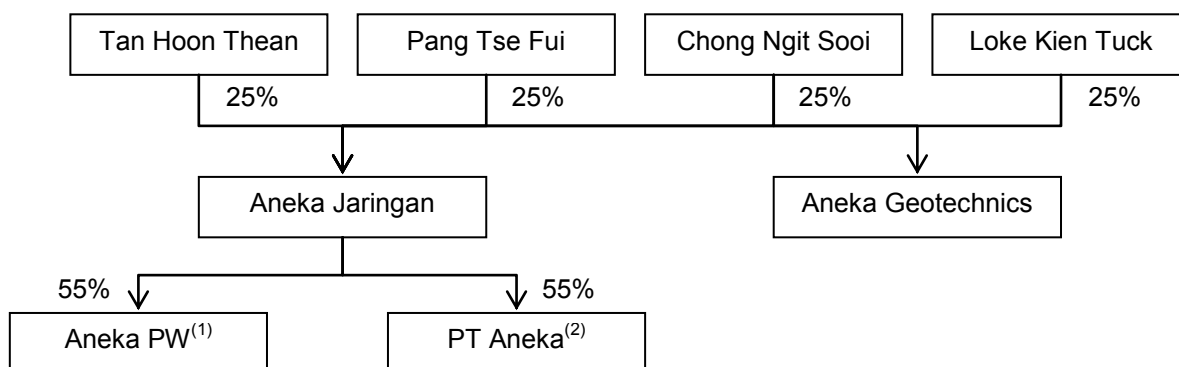 Tan Hoon Thean
Pang Tse Fui
Chong Ngit Sooi
Loke Kien Tuck
25%
25%
25%
25%
Aneka Jaringan
Aneka Geotechnics
55%
55%
Aneka PW(1)
PT Aneka(2)